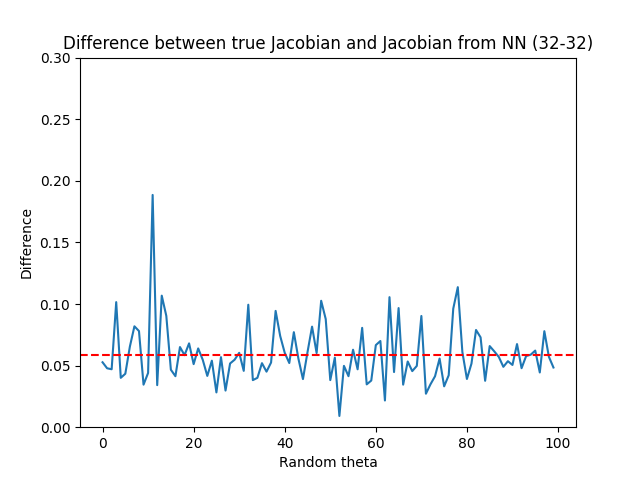 Difference between true Jacobian and Jacobian from NN (32-32)
0.30
0.25
0.20
0.15
0.10
0.05
0.00
Difference
0 20 40 60 80 100
Random theta